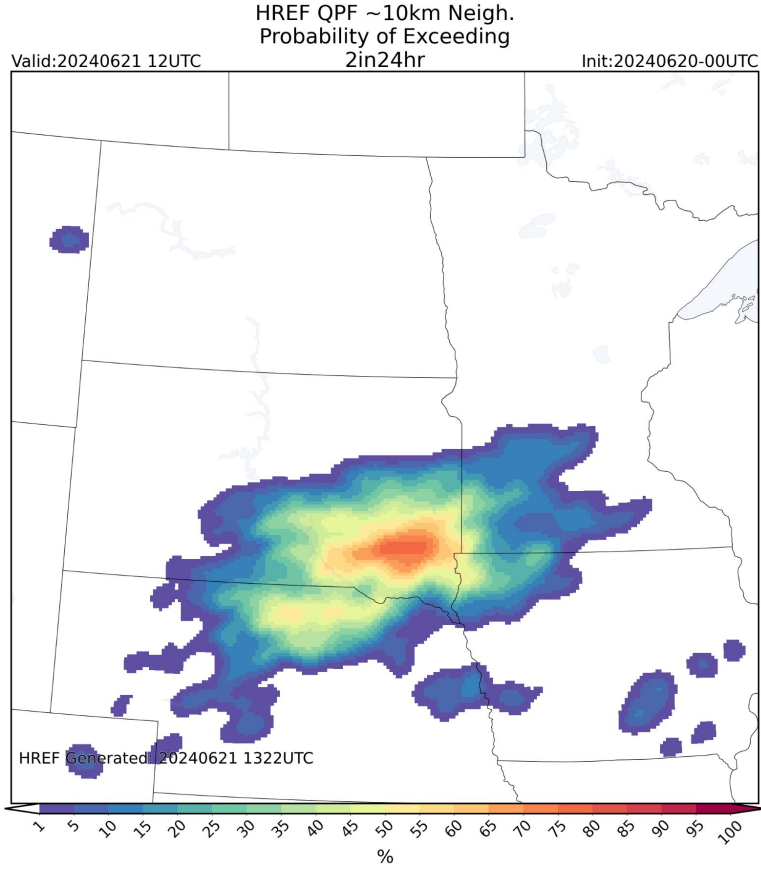 HREF QPF ~10km Neigh.
Probability of Exceeding
Valid:20240621 12UTC 2in24hr Init:20240620-00UTC
HREF Generated: 20240621 1322UTC
1 5 10 15 20 25 30 35 40 45 50 55 60 65 70 75 80 85 90 95 100
%